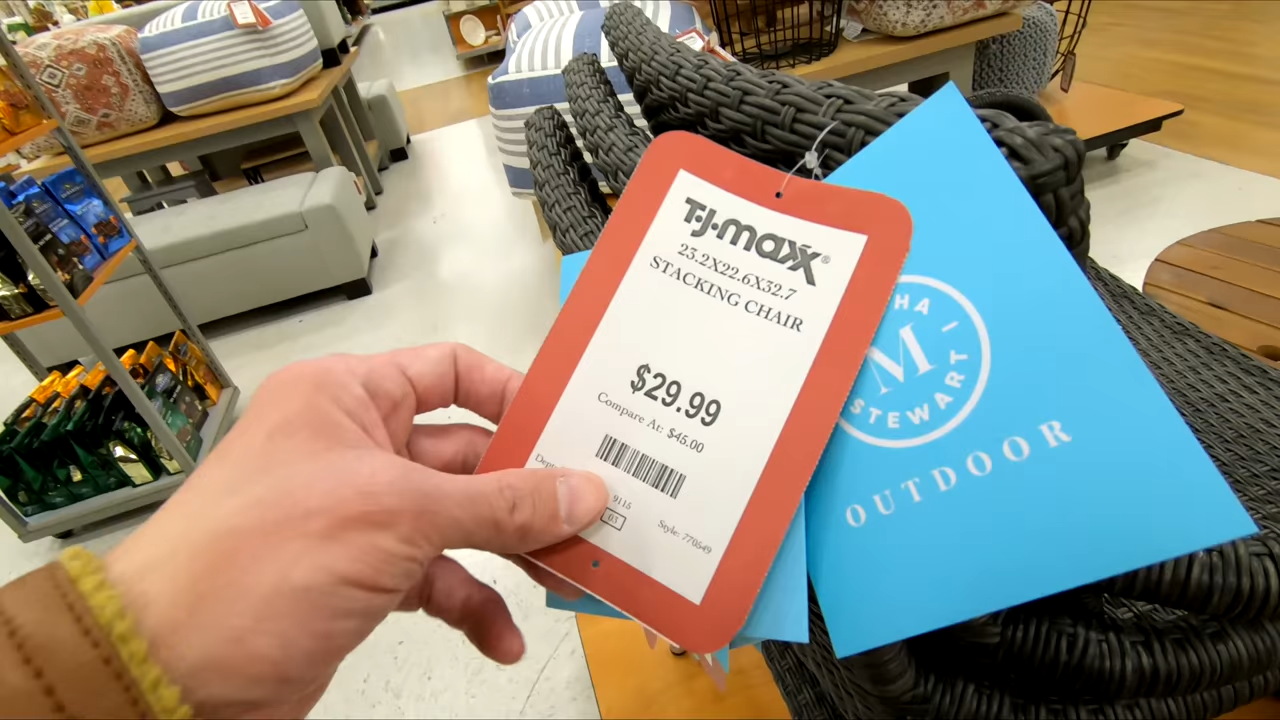 T·J·maxx®
23.2X22.6X32.7
STACKING CHAIR
$29.99
Compare At: $45.00
9115
03
Style: 770549
HA
M
STEWART
OUTDOOR